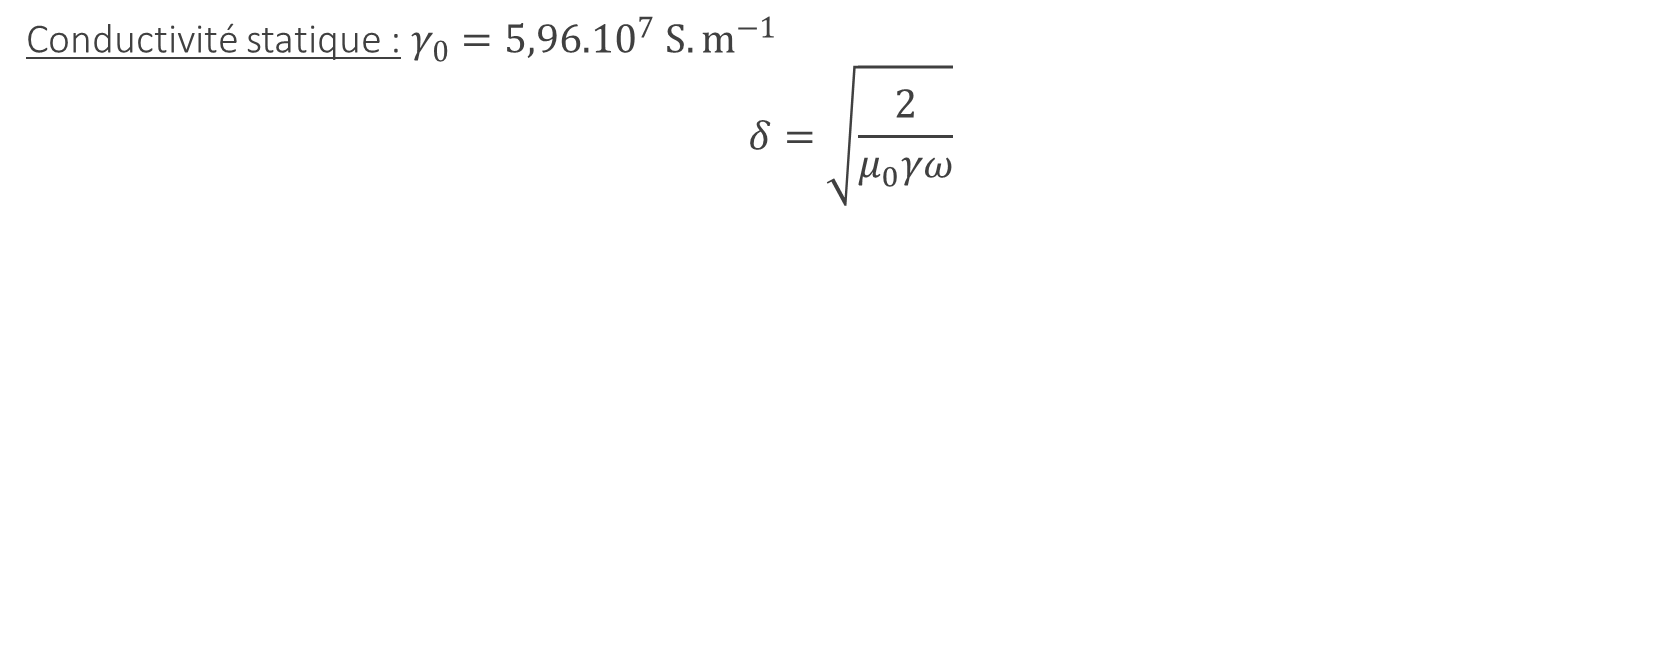 Conductivité statique : γ₀ = 5,96.10⁷ S. m⁻¹
δ = √(2 / μ₀γω)